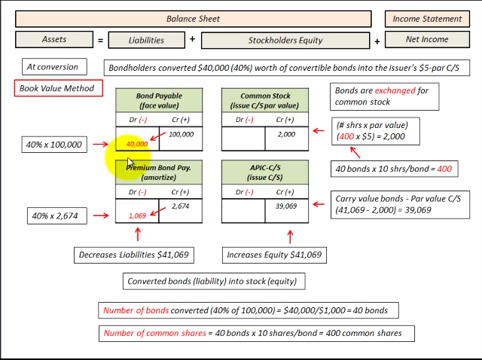 Balance Sheet
Income Statement
Assets = Liabilities + Stockholders Equity + Net Income
At conversion
Bondholders converted $40,000 (40%) worth of convertible bonds into the issuer's $5-par C/S
Book Value Method
Bond Payable
(face value)
Dr (-) Cr (+)
100,000
40,000
40% x 100,000
Common Stock
(issue C/S par value)
Dr (-) Cr (+)
2,000
Bonds are exchanged for
common stock
(# shrs x par value)
(400 x $5) = 2,000
40 bonds x 10 shrs/bond = 400
Premium Bond Pay.
(amortize)
Dr (-) Cr (+)
2,674
1,069
40% x 2,674
APIC-C/S
(issue C/S)
Dr (-) Cr (+)
39,069
Carry value bonds - Par value C/S
(41,069 - 2,000) = 39,069
Decreases Liabilities $41,069
Increases Equity $41,069
Converted bonds (liability) into stock (equity)
Number of bonds converted (40% of 100,000) = $40,000/$1,000 = 40 bonds
Number of common shares = 40 bonds x 10 shares/bond = 400 common shares